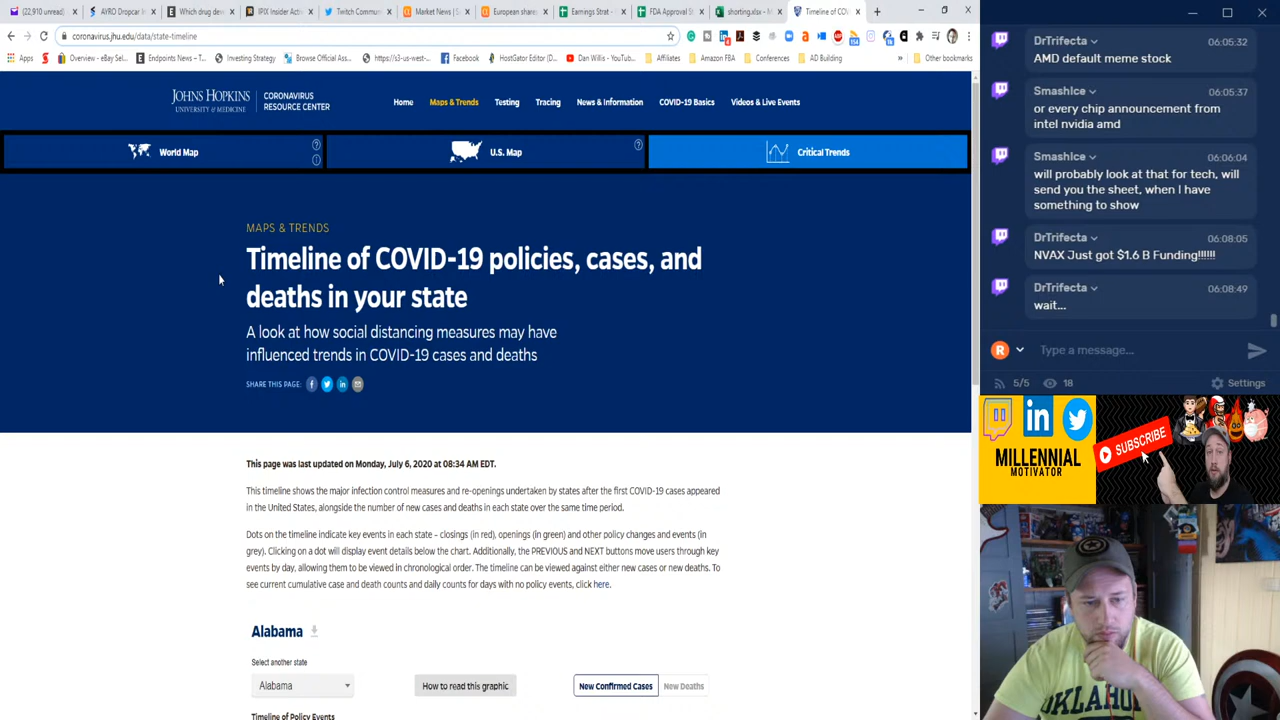 (22,910 unread)
AYRO Dropcar Ir
Which drug de
IPIX Insider Activ
Twitch Commun
Market News | S
European share
Earnings Strat -
FDA Approval S
shorting.xlsx - M
Timeline of COV
coronavirus.jhu.edu/data/state-timeline
Apps
Overview – eBay Sel...
Endpoints News – T...
Investing Strategy
Browse Official Ass...
https://s3-us-west-...
Facebook
HostGator Editor (D...
Dan Willis - YouTub...
Affiliates
Amazon FBA
Conferences
AD Building
»
Other bookmarks
JOHNS HOPKINS
UNIVERSITY & MEDICINE
CORONAVIRUS
RESOURCE CENTER
Home
Maps & Trends
Testing
Tracing
News & Information
COVID-19 Basics
Videos & Live Events
World Map
U.S. Map
Critical Trends
MAPS & TRENDS
Timeline of COVID-19 policies, cases, and
deaths in your state
A look at how social distancing measures may have
influenced trends in COVID-19 cases and deaths
SHARE THIS PAGE:
This page was last updated on Monday, July 6, 2020 at 08:34 AM EDT.
This timeline shows the major infection control measures and re-openings undertaken by states after the first COVID-19 cases appeared
in the United States, alongside the number of new cases and deaths in each state over the same time period.
Dots on the timeline indicate key events in each state – closings (in red), openings (in green) and other policy changes and events (in
grey). Clicking on a dot will display event details below the chart. Additionally, the PREVIOUS and NEXT buttons move users through key
events by day, allowing them to be viewed in chronological order. The timeline can be viewed against either new cases or new deaths. To
see current cumulative case and death counts and daily counts for days with no policy events, click here.
Alabama
Select another state
Alabama
How to read this graphic
New Confirmed Cases
New Deaths
Timeline of Policy Events
DrTrifecta
06:05:32
AMD default meme stock
SmashIce
06:05:37
or every chip announcement from
intel nvidia amd
SmashIce
06:06:04
will probably look at that for tech, will
send you the sheet, when I have
something to show
DrTrifecta
06:08:05
NVAX Just got $1.6 B Funding!!!!!!
DrTrifecta
06:08:49
wait...
R
Type a message...
5/5
18
Settings
in
MILLENNIAL
MOTIVATOR
SUBSCRIBE
OKLAHOMA